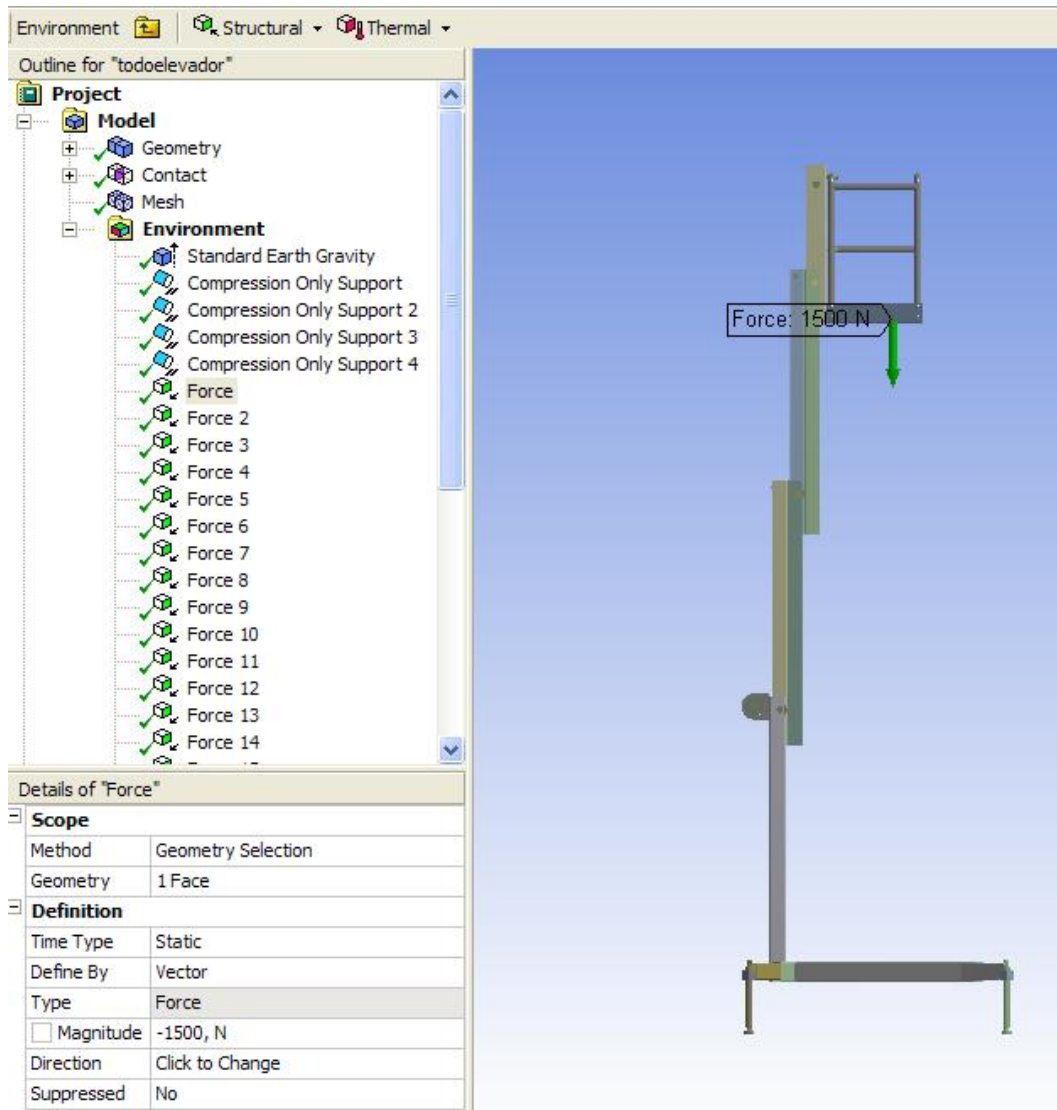 Environment Structural Thermal
Outline for "todoelevador"
Project
Model
Geometry
Contact
Mesh
Environment
Standard Earth Gravity
Compression Only Support
Compression Only Support 2
Compression Only Support 3
Compression Only Support 4
Force
Force 2
Force 3
Force 4
Force 5
Force 6
Force 7
Force 8
Force 9
Force 10
Force 11
Force 12
Force 13
Force 14
Force: 1500 N
Details of "Force"
Scope
Method Geometry Selection
Geometry 1 Face
Definition
Time Type Static
Define By Vector
Type Force
Magnitude -1500, N
Direction Click to Change
Suppressed No